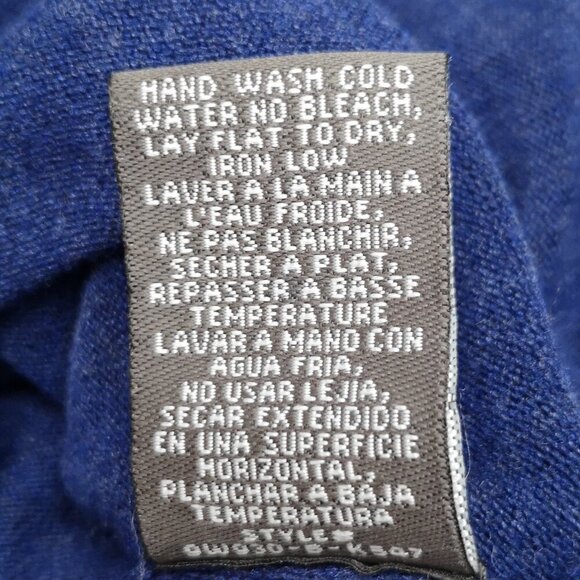 HAND WASH COLD
WATER NO BLEACH,
LAY FLAT TO DRY,
IRON LOW
LAVER A LA MAIN A
L'EAU FROIDE,
NE PAS BLANCHIR,
SECHER A PLAT,
REPASSER A BASSE
TEMPERATURE
LAVAR A MANO CON
AGUA FRIA,
NO USAR LEJIA,
SECAR EXTENDIDO
EN UNA SUPERFICIE
HORIZONTAL,
PLANCHAR A BAJA
TEMPERATURA